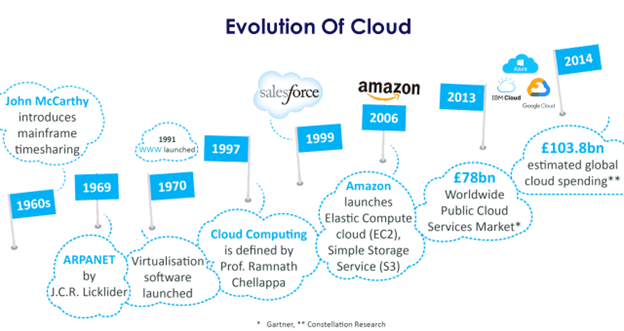 Evolution Of Cloud
John McCarthy
introduces
mainframe
timesharing
1960s
1969
ARPANET
by
J.C.R. Licklider
1991
WWW launched
1970
Virtualisation
software
launched
1997
Cloud Computing
is defined by
Prof. Ramnath
Chellappa
salesforce
1999
amazon
2006
Amazon
launches
Elastic Compute
cloud (EC2),
Simple Storage
Service (S3)
2013
£78bn
Worldwide
Public Cloud
Services Market*
Azure
IBM Cloud
Google Cloud
2014
£103.8bn
estimated global
cloud spending**
* Gartner, ** Constellation Research